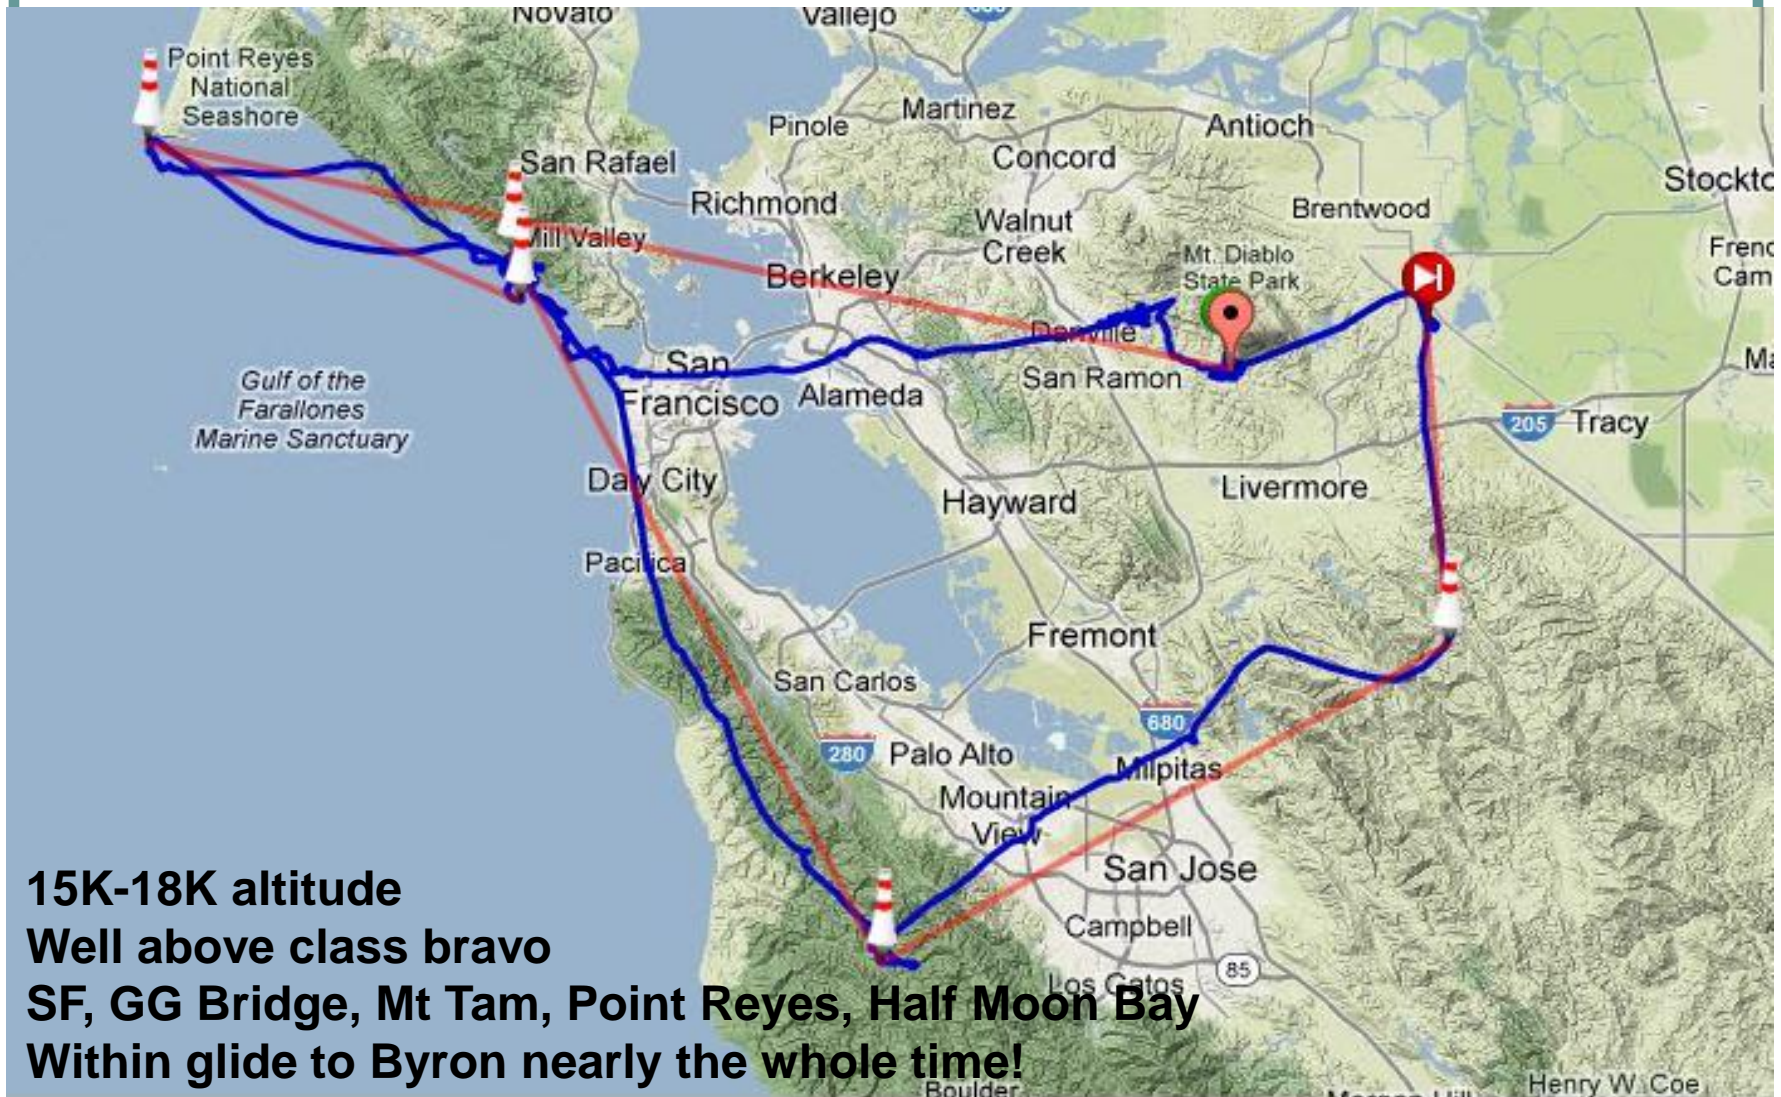 Novato
Vallejo
Point Reyes
National
Seashore
Martinez
Pinole
Antioch
Concord
San Rafael
Richmond
Brentwood
Walnut
Creek
Mill Valley
Mt. Diablo
State Park
Berkeley
Danville
San
Francisco
San Ramon
Alameda
Gulf of the
Farallones
Marine Sanctuary
205
Tracy
Daly City
Hayward
Livermore
Pacifica
Fremont
San Carlos
680
280
Palo Alto
Milpitas
Mountain
View
San Jose
Campbell
85
Los Gatos
15K-18K altitude
Well above class bravo
SF, GG Bridge, Mt Tam, Point Reyes, Half Moon Bay
Within glide to Byron nearly the whole time!
Boulder
Henry W. Coe